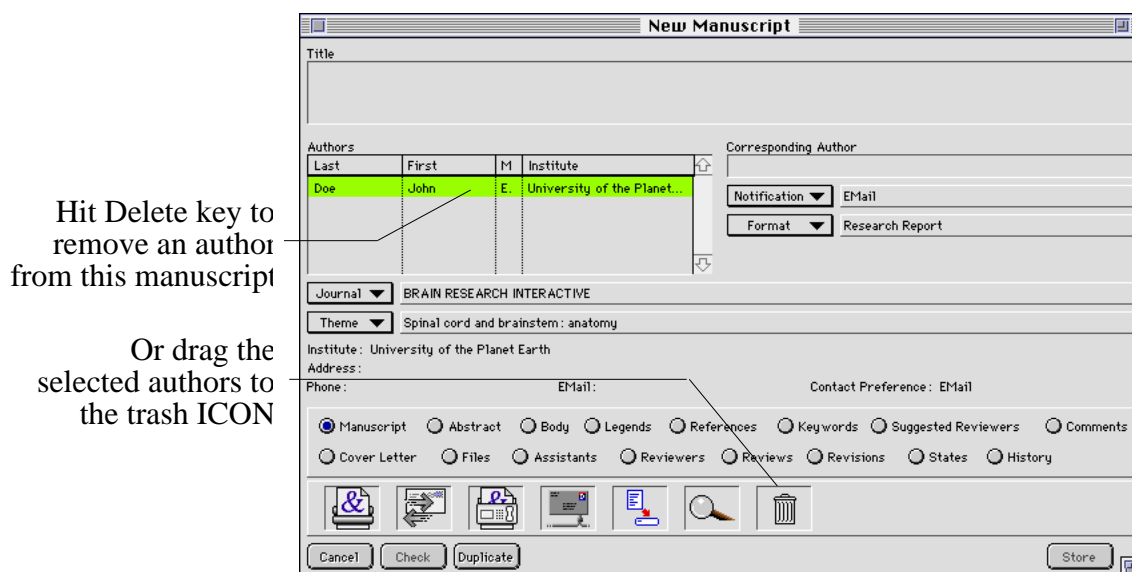 New Manuscript
Title
Authors
Corresponding Author
Last First M Institute
Doe John E. University of the Planet...
Notification EMail
Format Research Report
Hit Delete key to
remove an author
from this manuscript
Journal BRAIN RESEARCH INTERACTIVE
Theme Spinal cord and brainstem: anatomy
Institute: University of the Planet Earth
Address:
Phone: EMail: Contact Preference: EMail
Or drag the
selected authors to
the trash ICON
Manuscript Abstract Body Legends References Keywords Suggested Reviewers Comments
Cover Letter Files Assistants Reviewers Reviews Revisions States History
& &
Cancel Check Duplicate Store